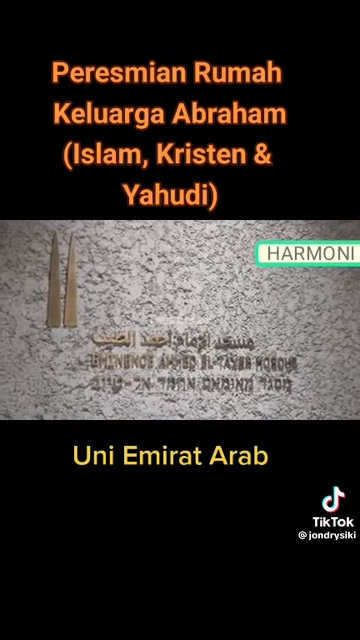 Peresmian Rumah
Keluarga Abraham
(Islam, Kristen &
Yahudi)
HARMONI
مسجد الإمام أحمد الطيب
EMINENCE AHMED EL-TAYEB MOSQUE
Uni Emirat Arab
TikTok
@ jondrysiki